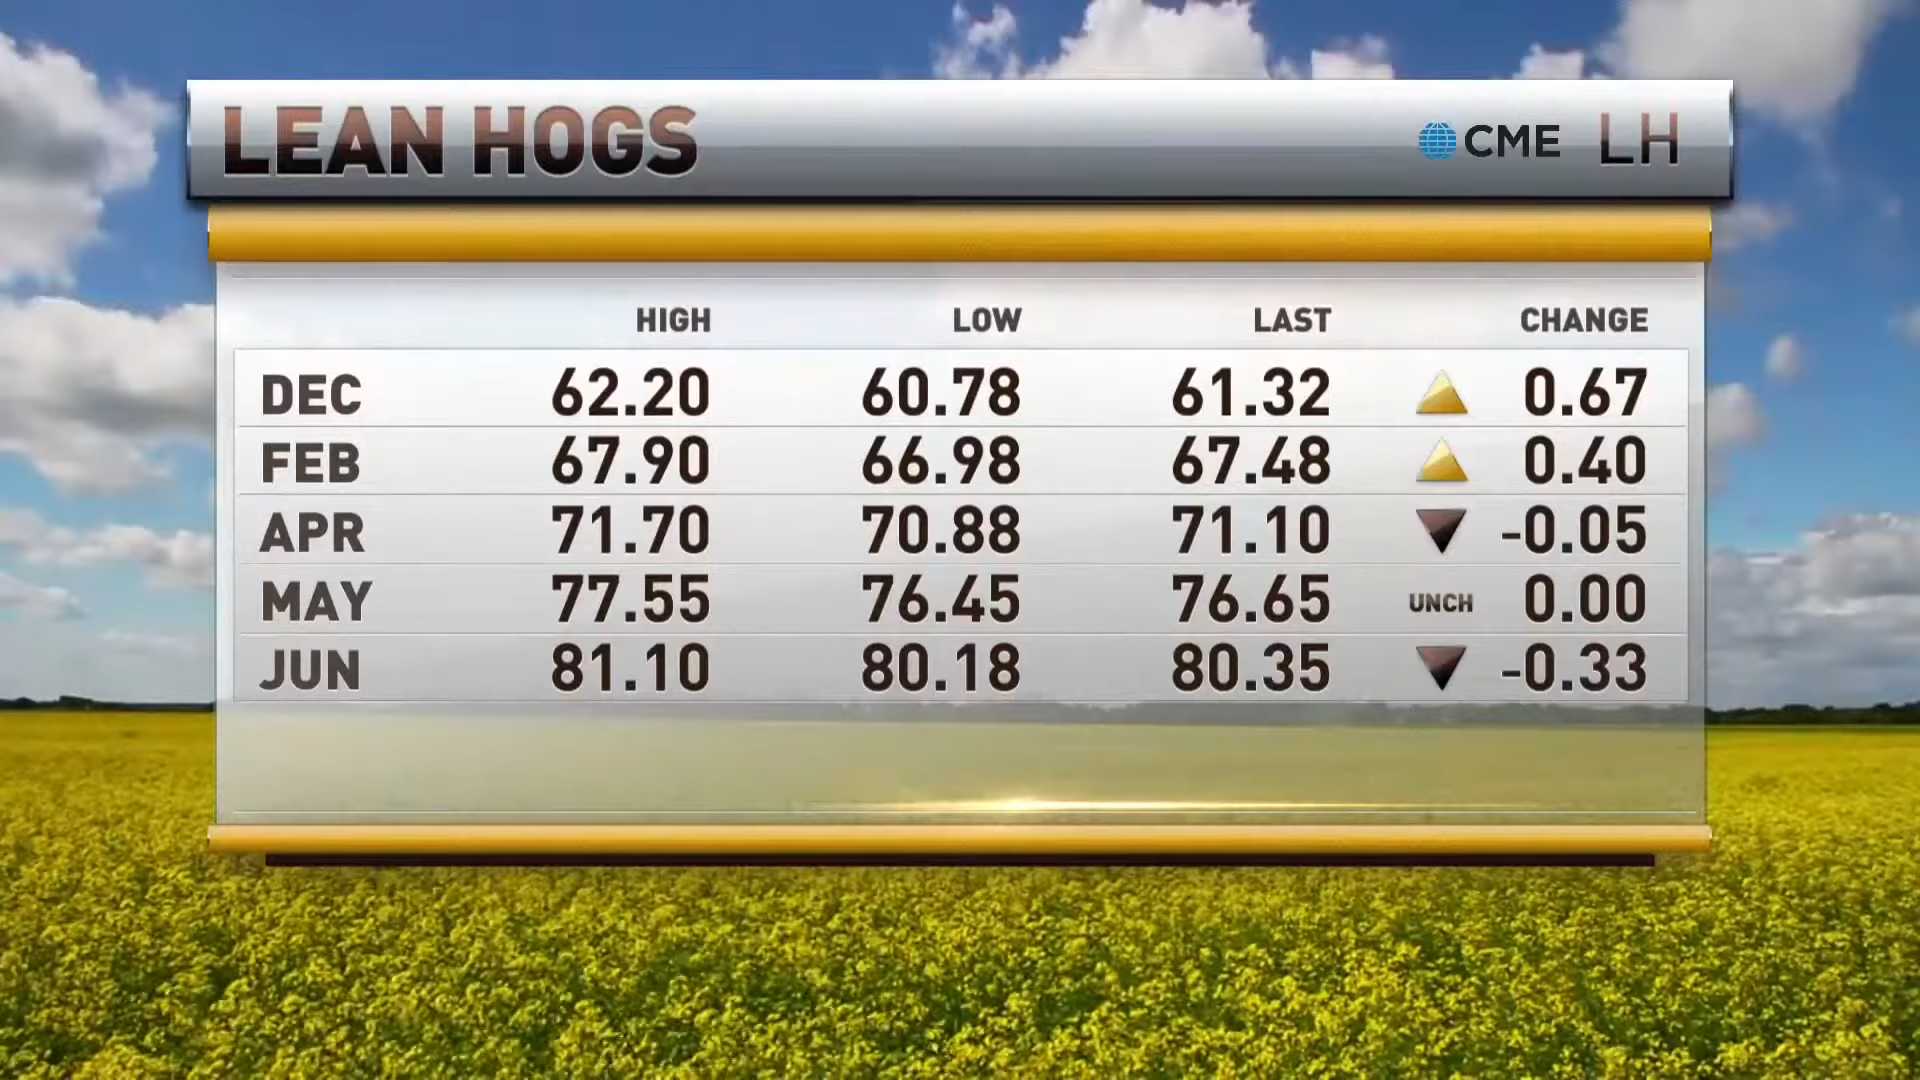 LEAN HOGS CME LH
HIGH LOW LAST CHANGE
DEC 62.20 60.78 61.32 0.67
FEB 67.90 66.98 67.48 0.40
APR 71.70 70.88 71.10 -0.05
MAY 77.55 76.45 76.65 UNCH 0.00
JUN 81.10 80.18 80.35 -0.33